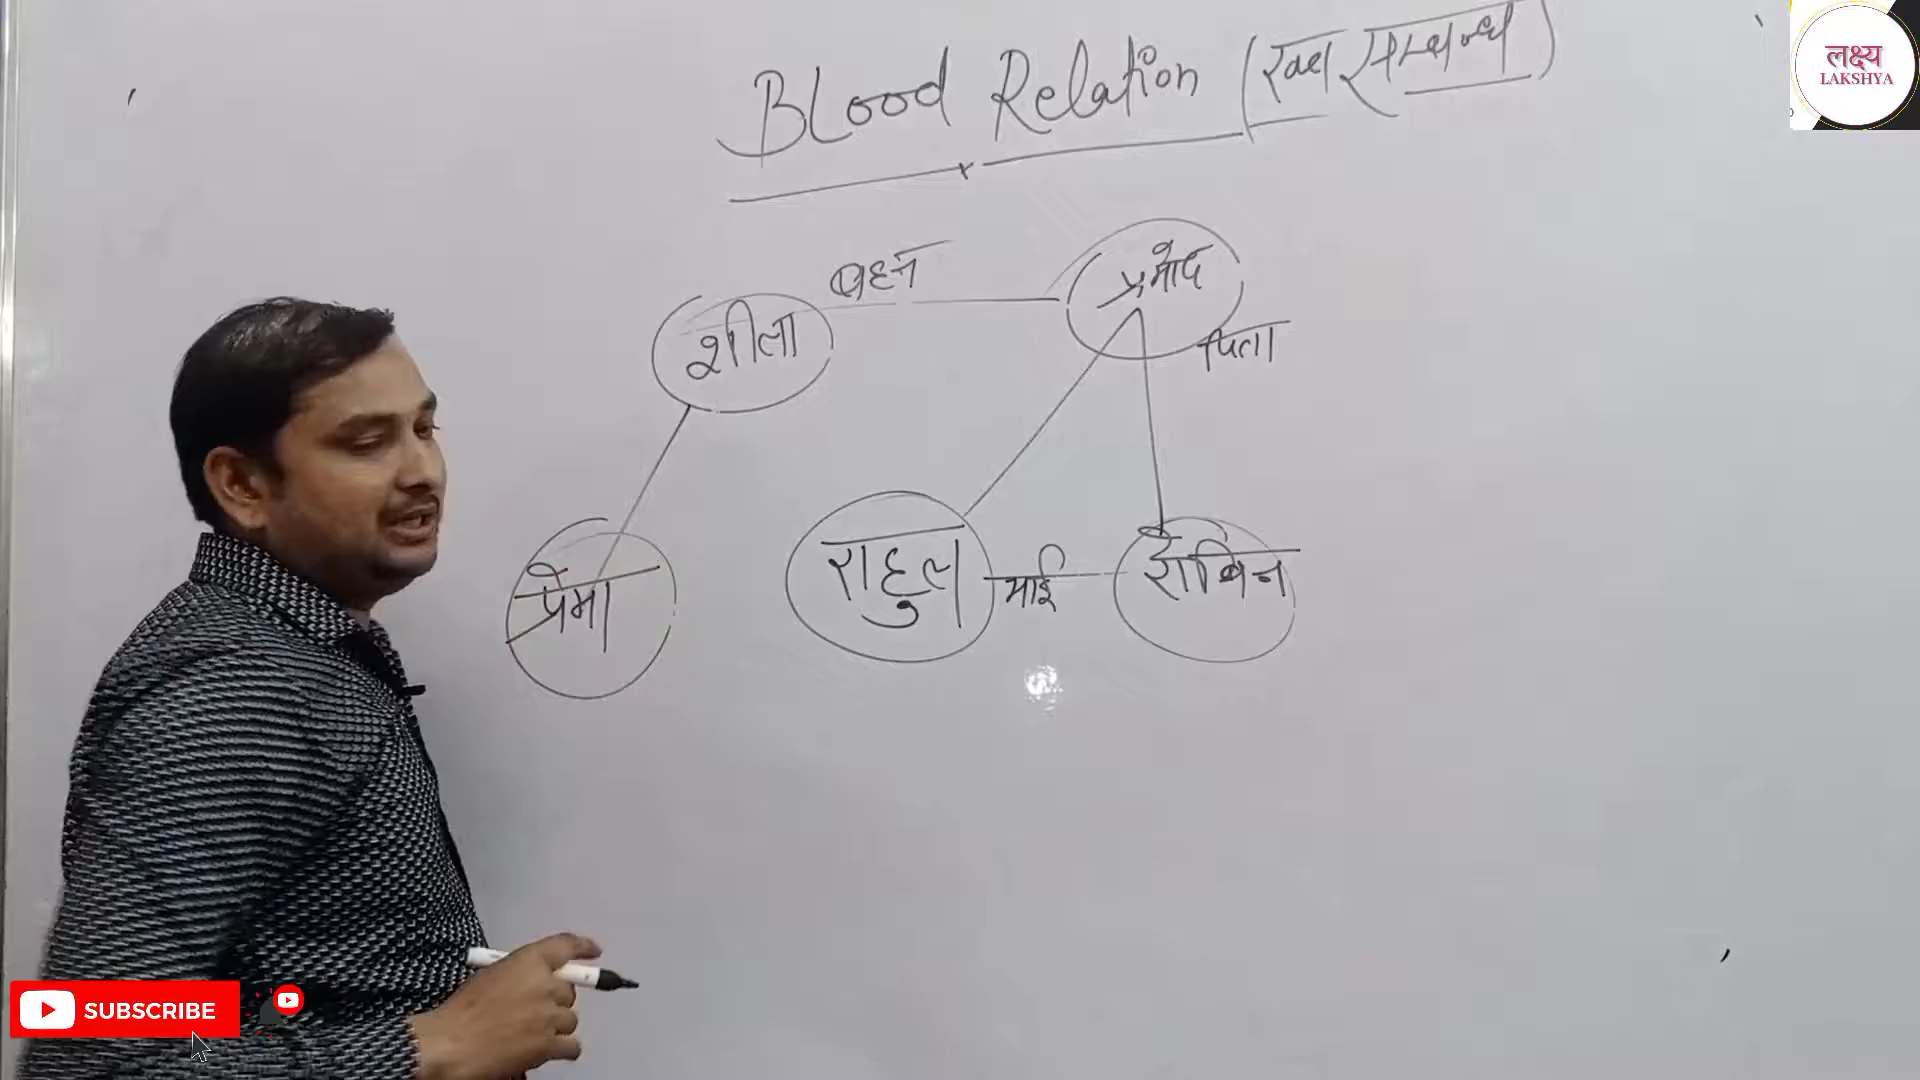 Blood Relation (रक्त सम्बन्ध)
बहन
प्रमोद
शीला
पिता
राहुल
भाई
रॉबिन
प्रेमा
लक्ष्य
LAKSHYA
SUBSCRIBE